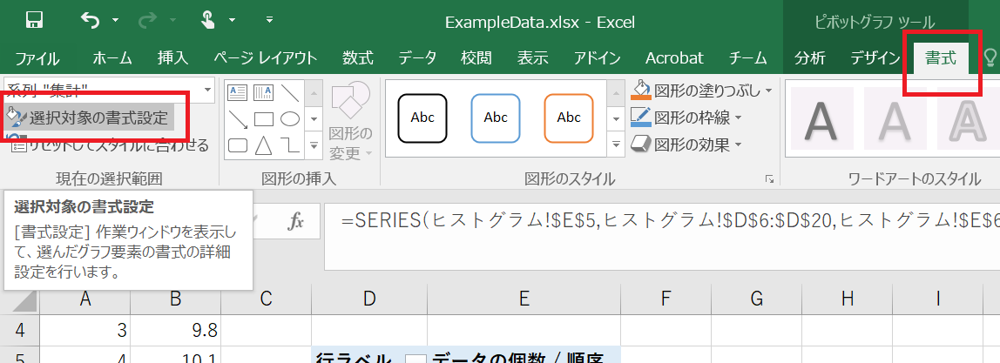 ExampleData.xlsx - Excel
ピボットグラフ ツール
ファイル ホーム 挿入 ページ レイアウト 数式 データ 校閲 表示 アドイン Acrobat チーム 分析 デザイン 書式
系列 "集計"
選択対象の書式設定
リセットしてスタイルに合わせる
現在の選択範囲
図形の
変更
図形の挿入
Abc Abc Abc
図形の塗りつぶし
図形の枠線
図形の効果
図形のスタイル
A A A
ワードアートのスタイル
選択対象の書式設定
[書式設定] 作業ウィンドウを表示し
て、選んだグラフ要素の書式の詳細
設定を行います。
fx =SERIES(ヒストグラム!$E$5,ヒストグラム!$D$6:$D$20,ヒストグラム!$E$6
A B C D E F G H I
4 3 9.8
5 4 10.1 行ラベル データの個数 / 順序